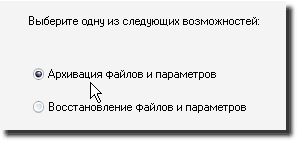 Выберите одну из следующих возможностей:
Архивация файлов и параметров
Восстановление файлов и параметров